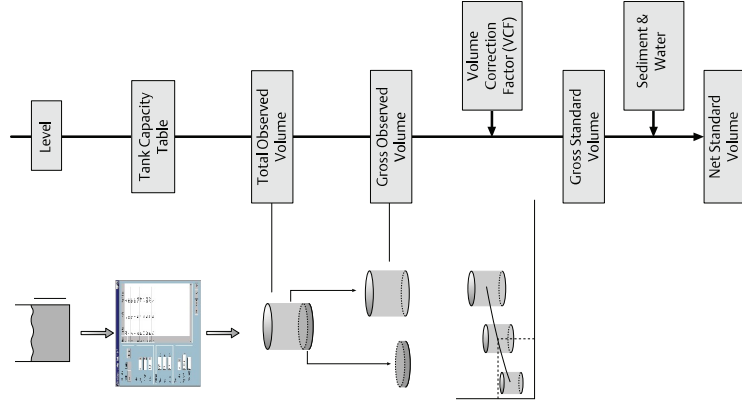 Level
Tank Capacity
Table
Total Observed
Volume
Gross Observed
Volume
Volume
Correction
Factor (VCF)
Gross Standard
Volume
Sediment &
Water
Net Standard
Volume